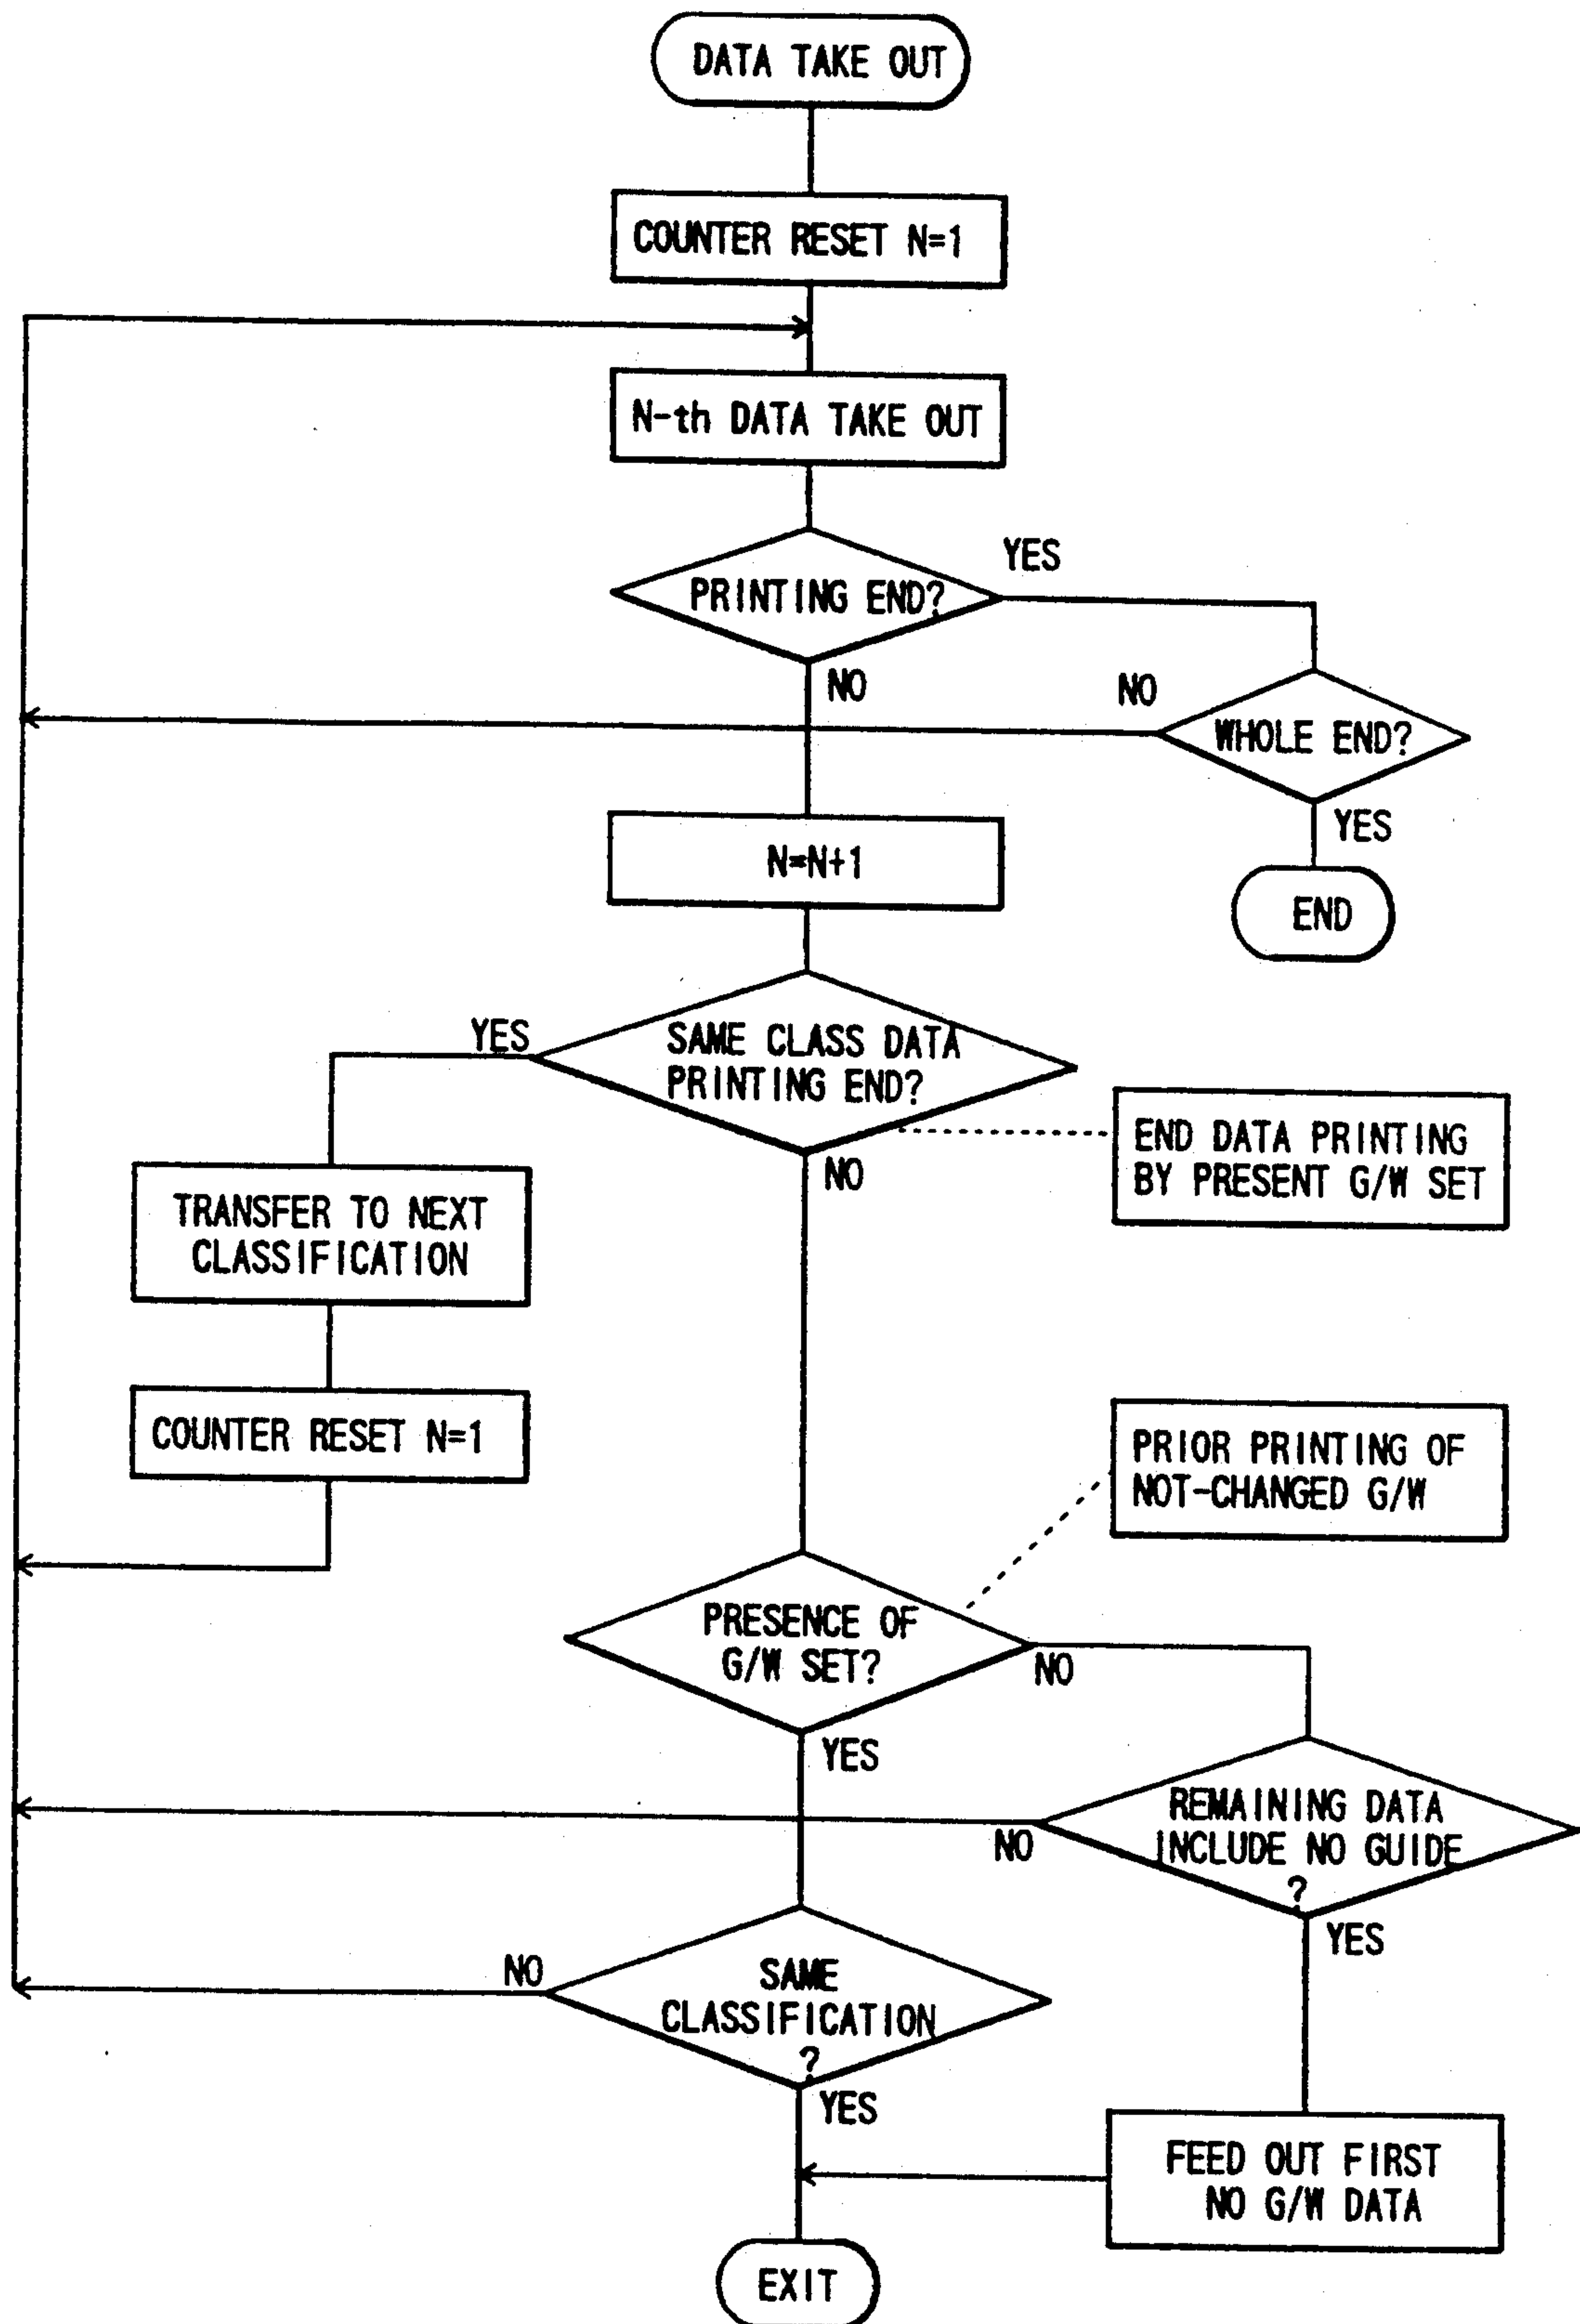 DATA TAKE OUT
COUNTER RESET N=1
N-th DATA TAKE OUT
PRINTING END?
YES
NO
NO
WHOLE END?
YES
END
N=N+1
YES
SAME CLASS DATA
PRINTING END?
NO
END DATA PRINTING
BY PRESENT G/W SET
TRANSFER TO NEXT
CLASSIFICATION
COUNTER RESET N=1
PRIOR PRINTING OF
NOT-CHANGED G/W
PRESENCE OF
G/W SET?
NO
YES
REMAINING DATA
INCLUDE NO GUIDE
?
NO
YES
NO
SAME
CLASSIFICATION
?
YES
FEED OUT FIRST
NO G/W DATA
EXIT